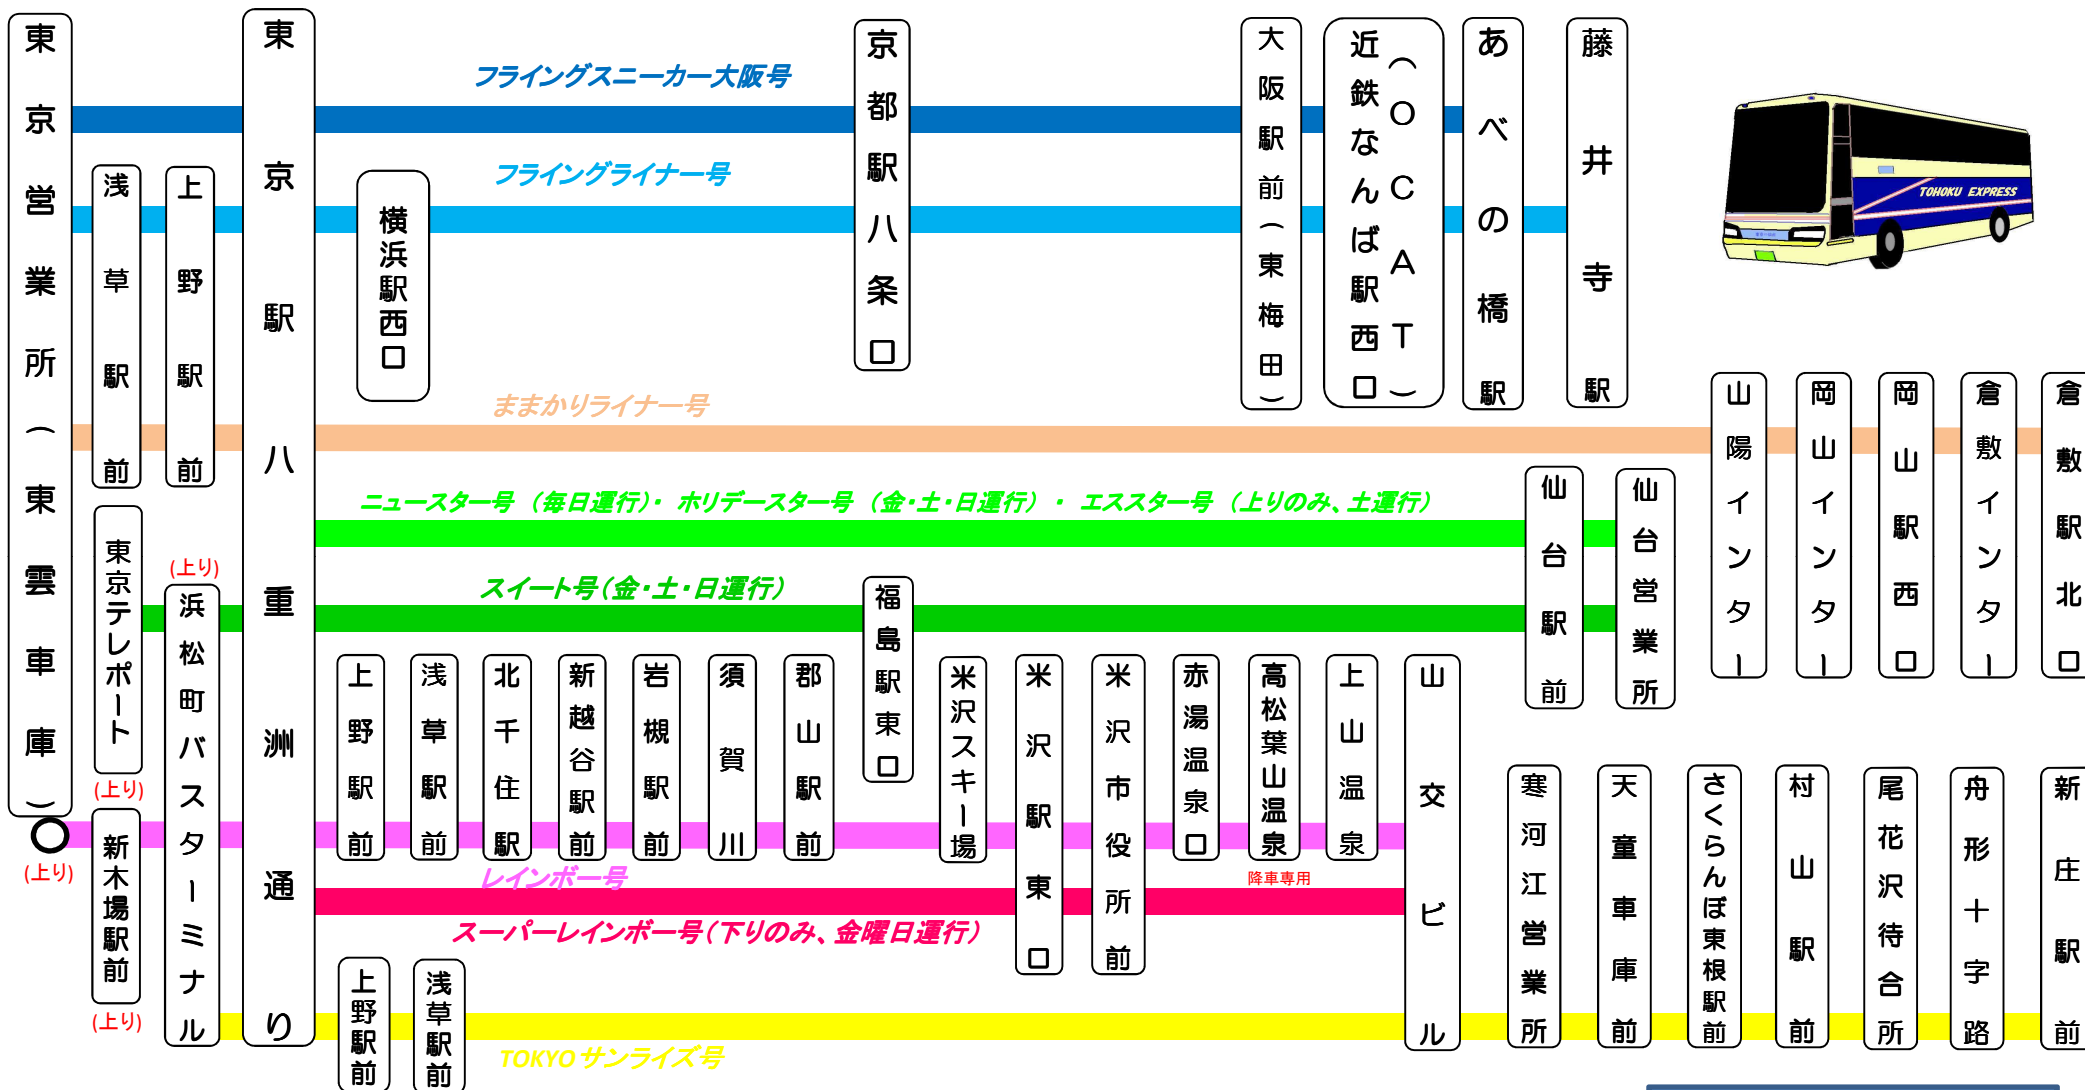 東京営業所（東雲車庫）
東京駅八重洲通り
フライングスニーカー大阪号
京都駅八条口
大阪駅前（東梅田）
近鉄なんば駅西口
（OCAT）
あべの橋駅
藤井寺駅
TOHOKU EXPRESS
浅草駅前
上野駅前
横浜駅西口
フライングライナー号
ままかりライナー号
山陽インター
岡山インター
岡山駅西口
倉敷インター
倉敷駅北口
ニュースター号（毎日運行）・ホリデースター号（金・土・日運行）・エススター号（上りのみ、土運行）
仙台駅前
仙台営業所
東京テレポート
(上り)
(上り)
浜松町バスターミナル
スイート号(金・土・日運行)
福島駅東口
上野駅前
浅草駅前
北千住駅
新越谷駅前
岩槻駅前
須賀川
郡山駅前
米沢スキー場
米沢駅東口
米沢市役所前
赤湯温泉口
高松葉山温泉
降車専用
上山温泉
山交ビル
(上り)
新木場駅前
(上り)
レインボー号
スーパーレインボー号(下りのみ、金曜日運行)
上野駅前
浅草駅前
TOKYOサンライズ号
寒河江営業所
天童車庫前
さくらんぼ東根駅前
村山駅前
尾花沢待合所
舟形十字路
新庄駅前